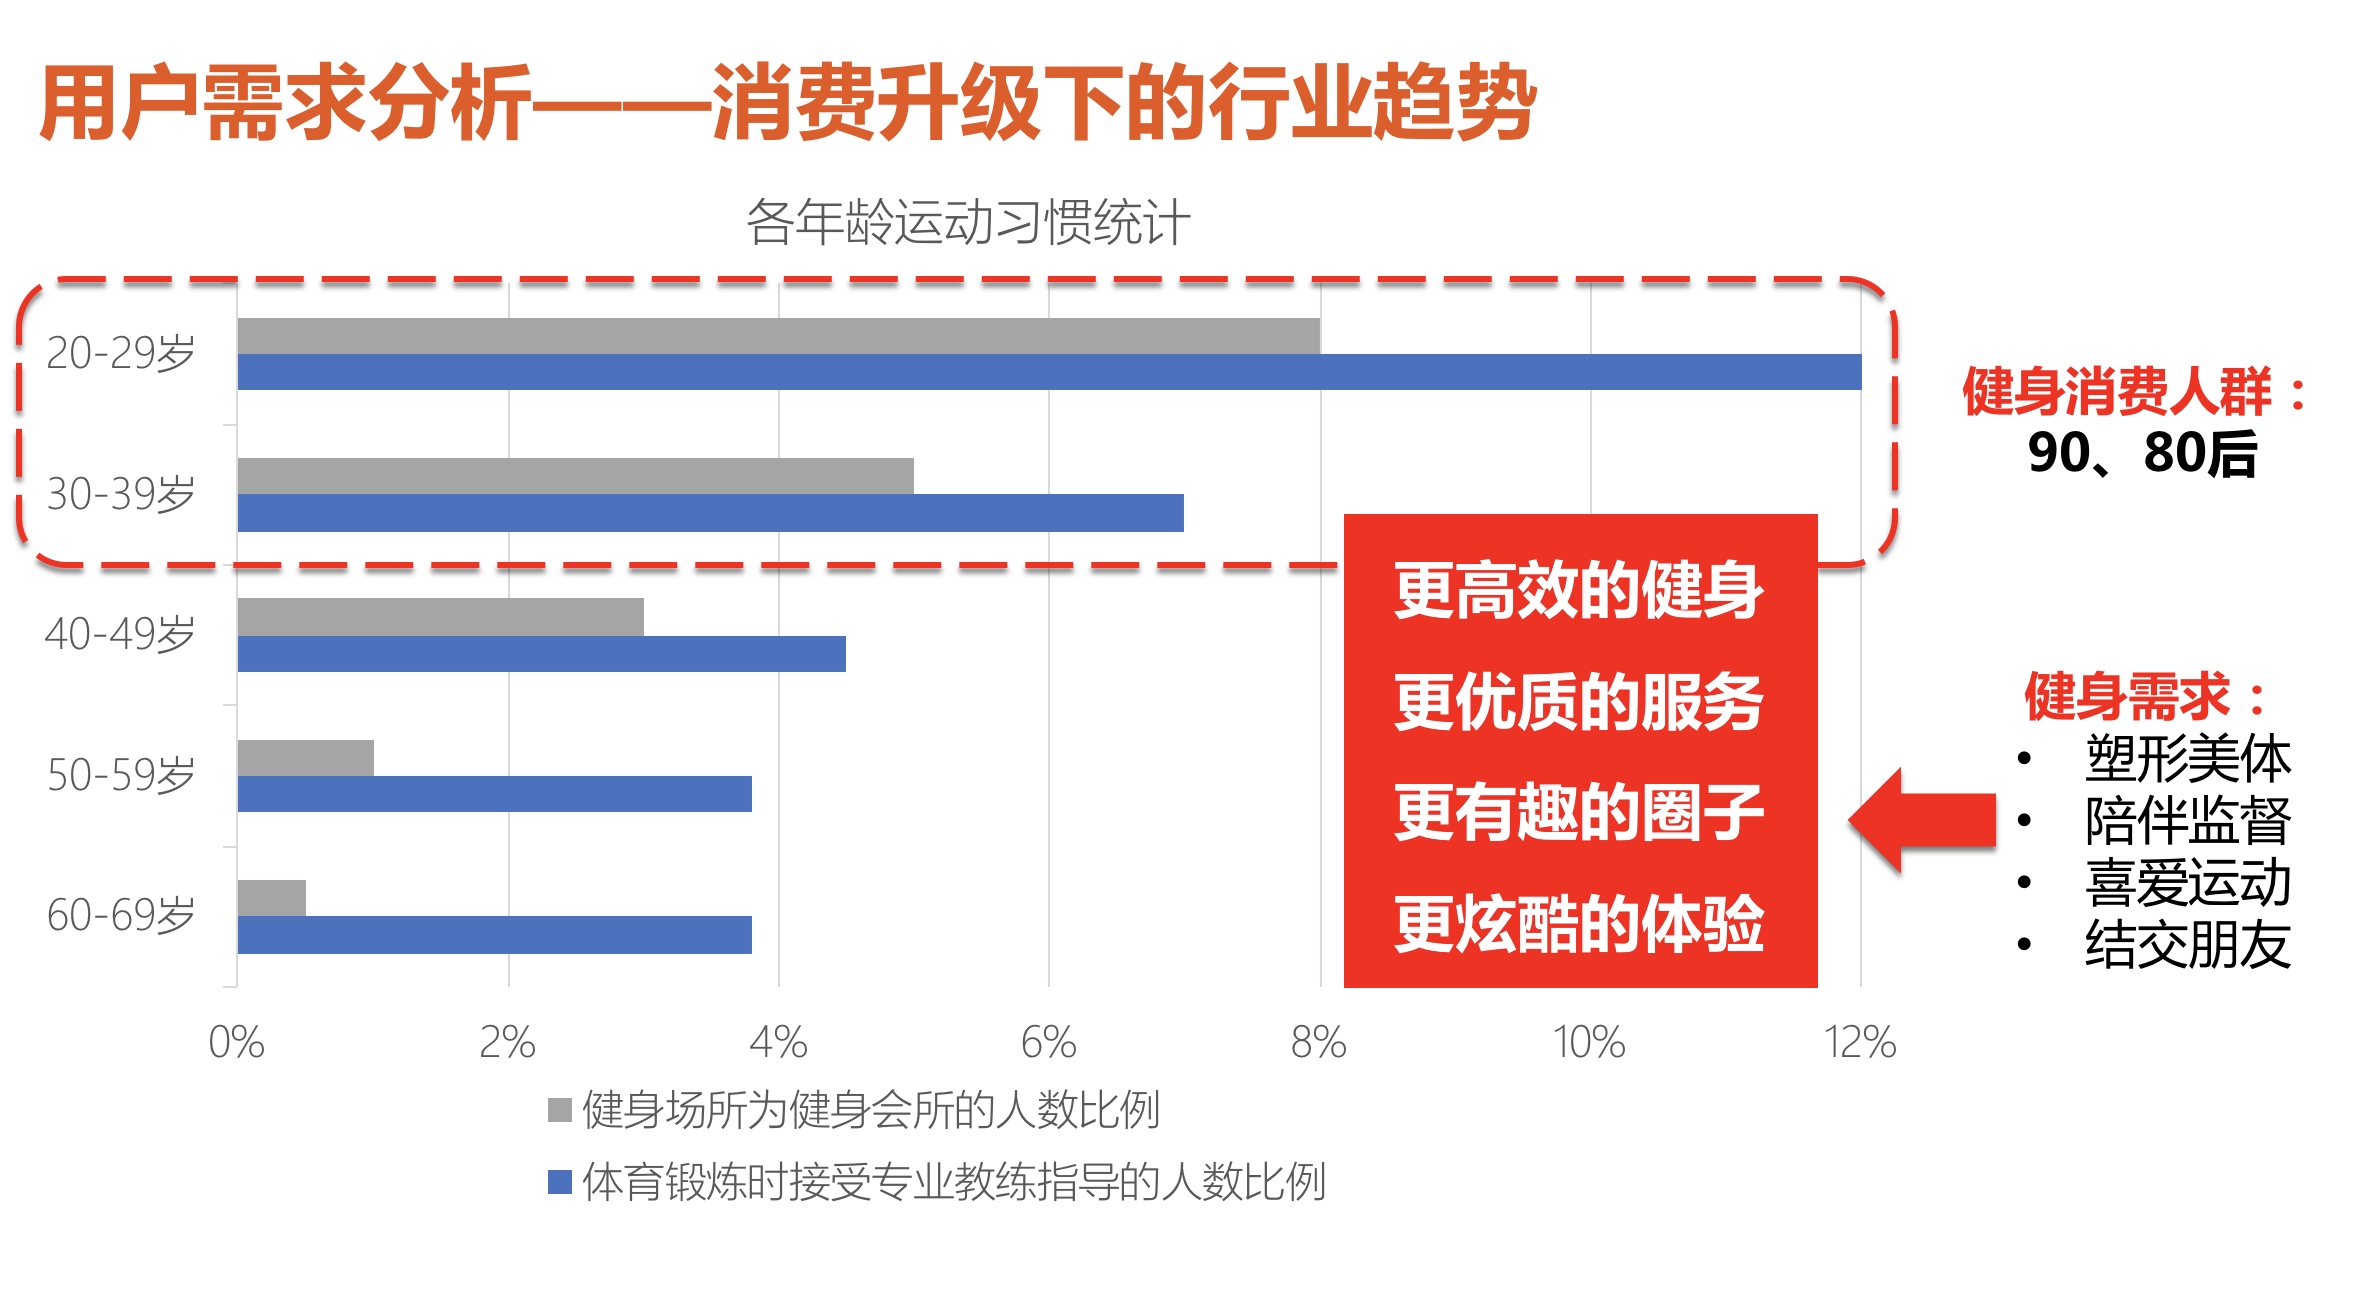 用户需求分析——消费升级下的行业趋势
各年龄运动习惯统计
20-29岁
30-39岁
40-49岁
50-59岁
60-69岁
0% 2% 4% 6% 8% 10% 12%
健身场所为健身会所的人数比例
体育锻炼时接受专业教练指导的人数比例
更高效的健身
更优质的服务
更有趣的圈子
更炫酷的体验
健身消费人群：
90、80后
健身需求：
• 塑形美体
• 陪伴监督
• 喜爱运动
• 结交朋友